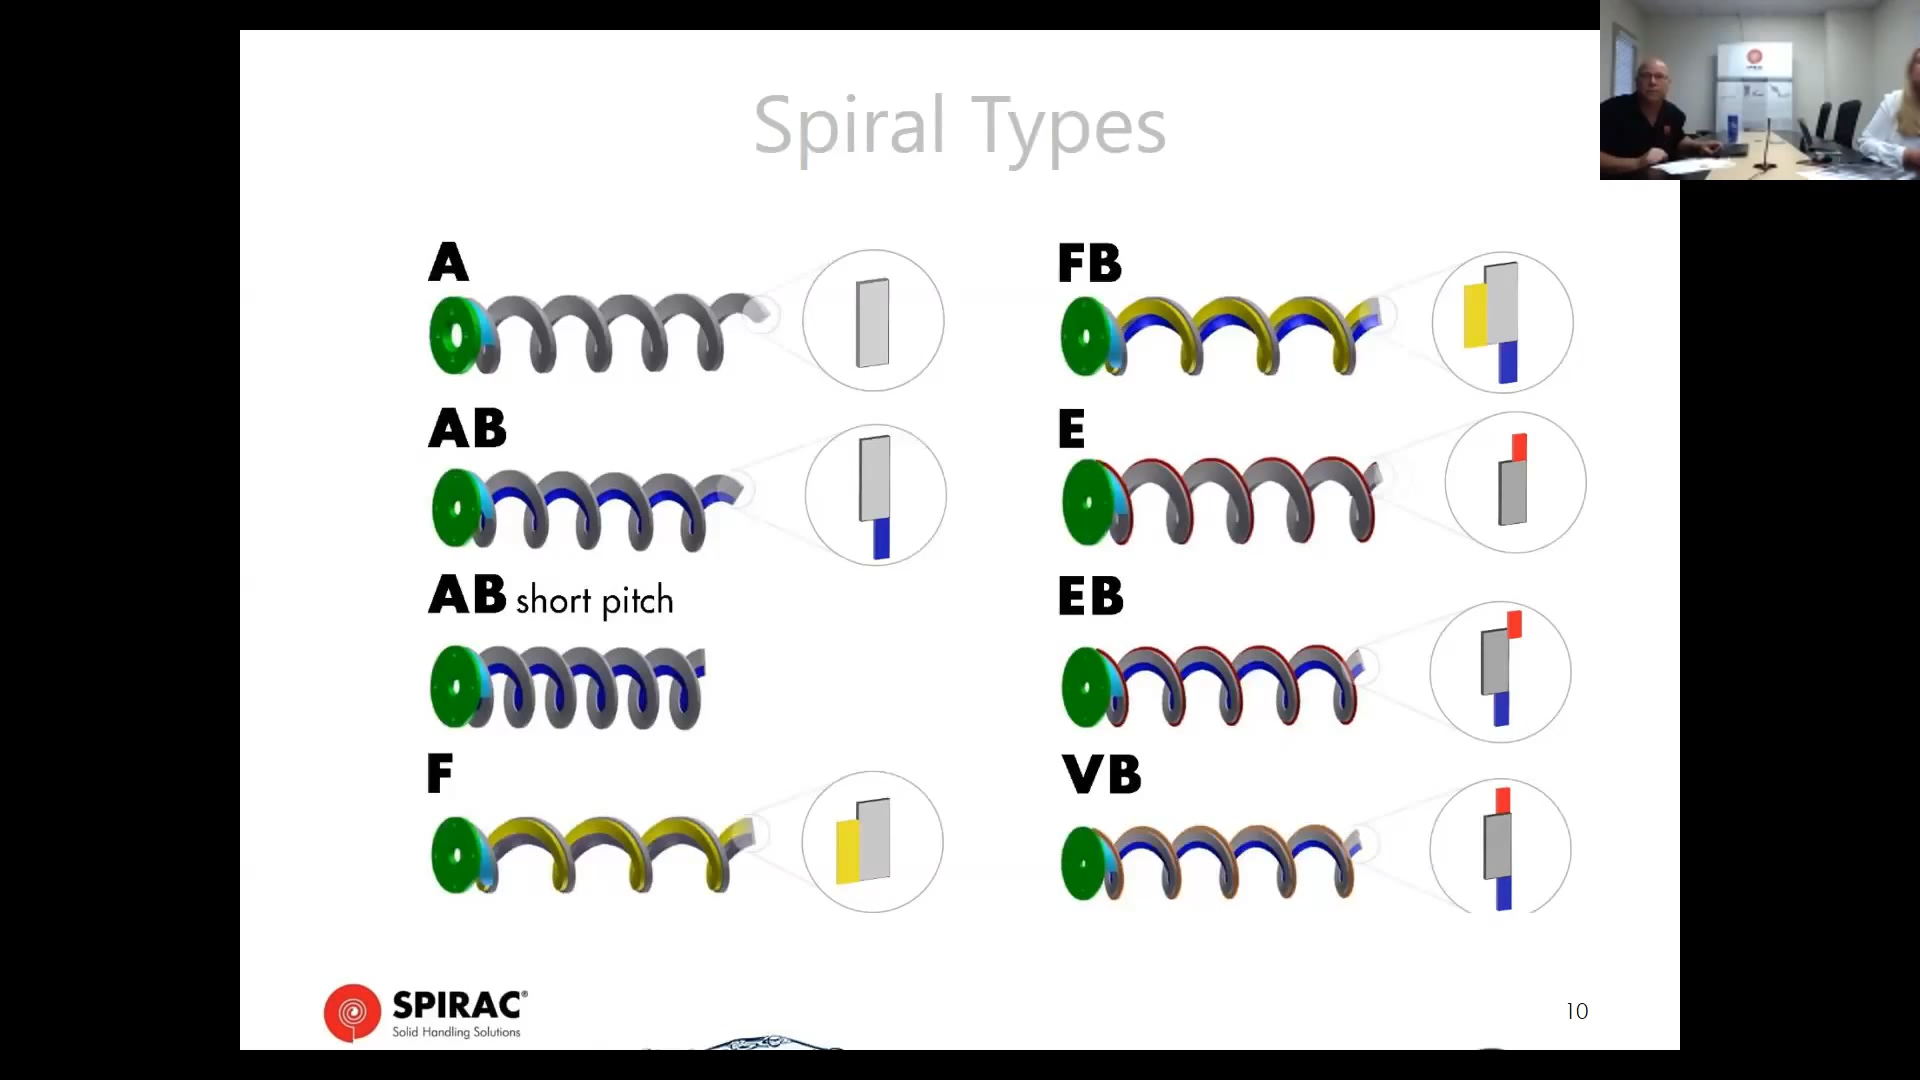 Spiral Types
A
AB
AB short pitch
F
FB
E
EB
VB
SPIRAC®
Solid Handling Solutions
10